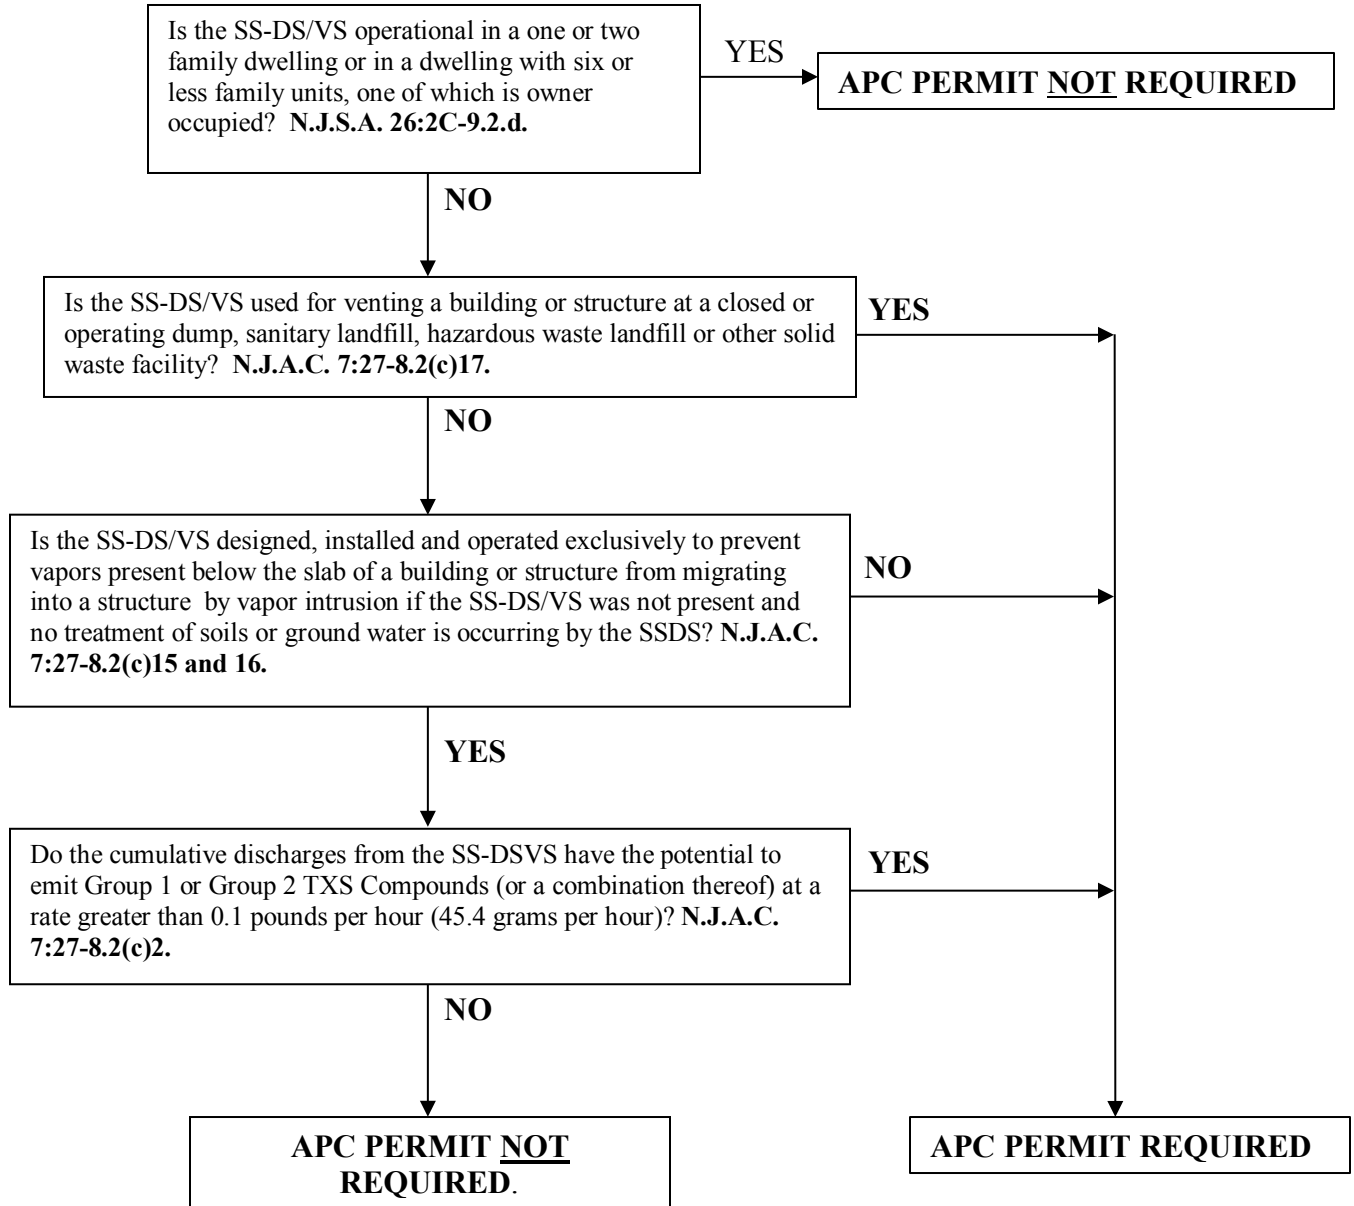 Is the SS-DS/VS operational in a one or two
family dwelling or in a dwelling with six or
less family units, one of which is owner
occupied? N.J.S.A. 26:2C-9.2.d.
YES
APC PERMIT NOT REQUIRED
NO
Is the SS-DS/VS used for venting a building or structure at a closed or
operating dump, sanitary landfill, hazardous waste landfill or other solid
waste facility? N.J.A.C. 7:27-8.2(c)17.
YES
NO
Is the SS-DS/VS designed, installed and operated exclusively to prevent
vapors present below the slab of a building or structure from migrating
into a structure by vapor intrusion if the SS-DS/VS was not present and
no treatment of soils or ground water is occurring by the SSDS? N.J.A.C.
7:27-8.2(c)15 and 16.
NO
YES
Do the cumulative discharges from the SS-DSVS have the potential to
emit Group 1 or Group 2 TXS Compounds (or a combination thereof) at a
rate greater than 0.1 pounds per hour (45.4 grams per hour)? N.J.A.C.
7:27-8.2(c)2.
YES
NO
APC PERMIT NOT
REQUIRED.
APC PERMIT REQUIRED